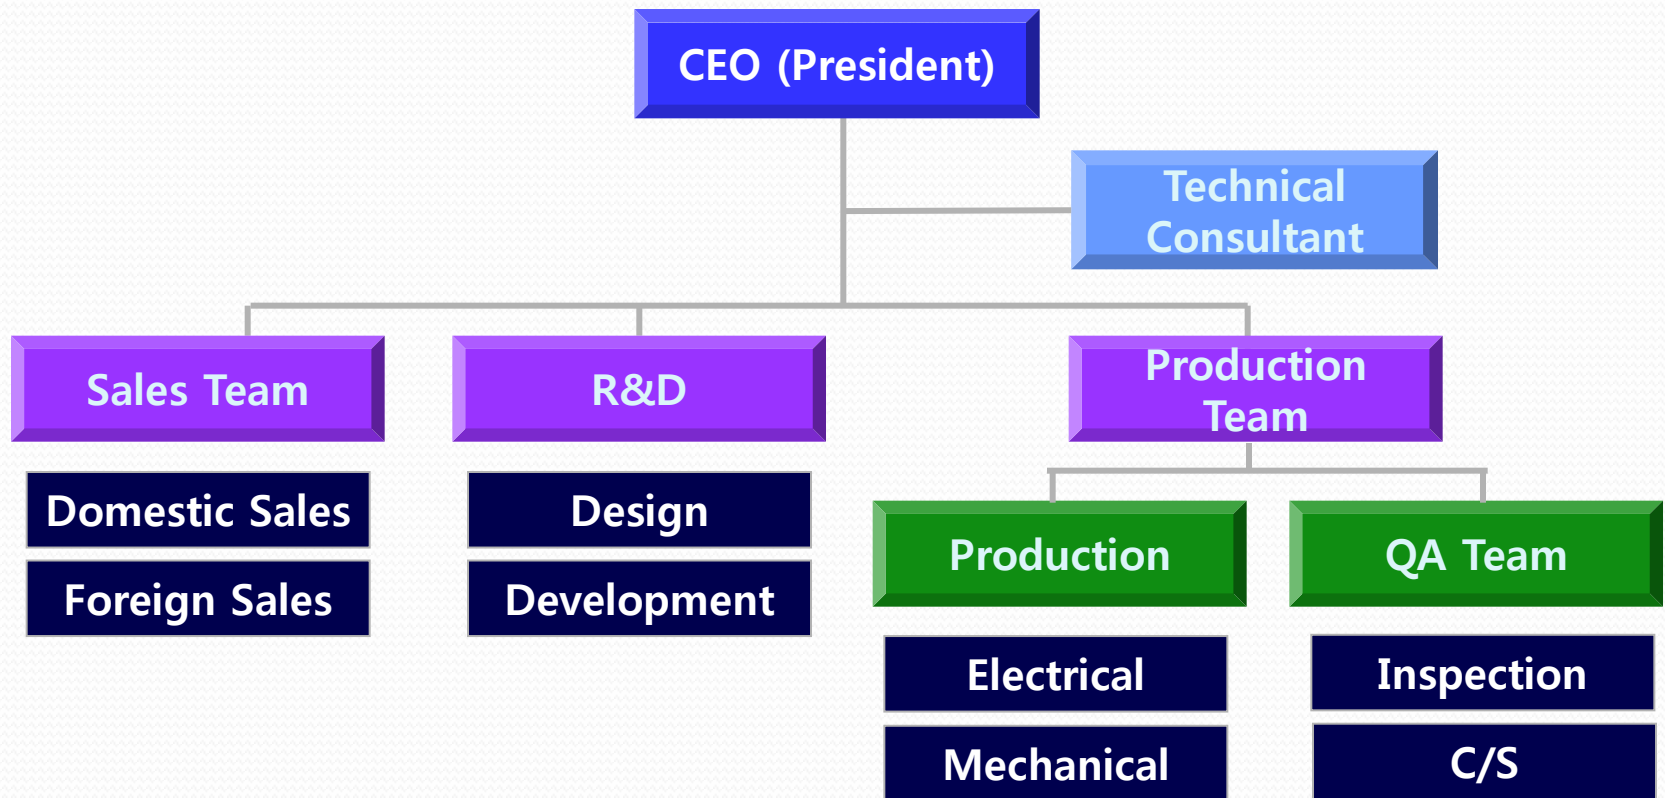 CEO (President)
Technical
Consultant
Sales Team
R&D
Production
Team
Domestic Sales
Design
Foreign Sales
Development
Production
QA Team
Electrical
Inspection
Mechanical
C/S